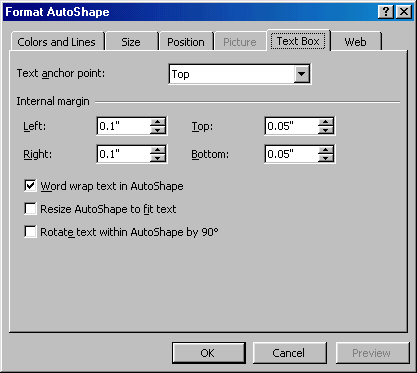 Format AutoShape
Colors and Lines Size Position Picture Text Box Web
Text anchor point: Top
Internal margin
Left: 0.1" Top: 0.05"
Right: 0.1" Bottom: 0.05"
Word wrap text in AutoShape
Resize AutoShape to fit text
Rotate text within AutoShape by 90°
OK Cancel Preview